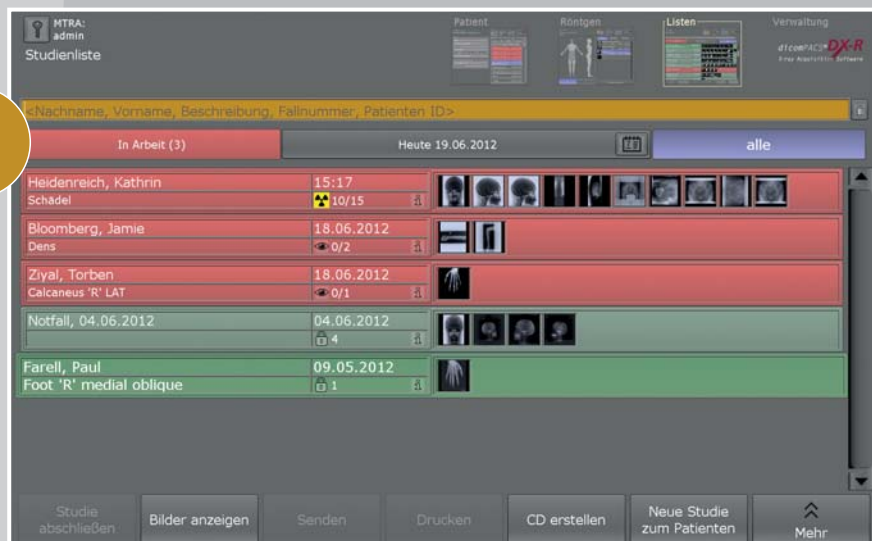 MTRA:
admin
Studienliste
Patient
Röntgen
Listen
Verwaltung
dicomPACS®DX-R
X-ray Acquisition Software
<Nachname, Vorname, Beschreibung, Fallnummer, Patienten ID>
In Arbeit (3)
Heute 19.06.2012
alle
Heidenreich, Kathrin
15:17
Schädel
10/15
Bloomberg, Jamie
18.06.2012
Dens
0/2
Ziyal, Torben
18.06.2012
Calcaneus 'R' LAT
0/1
Notfall, 04.06.2012
04.06.2012
4
Farell, Paul
09.05.2012
Foot 'R' medial oblique
1
Studie
abschließen
Bilder anzeigen
Senden
Drucken
CD erstellen
Neue Studie
zum Patienten
Mehr